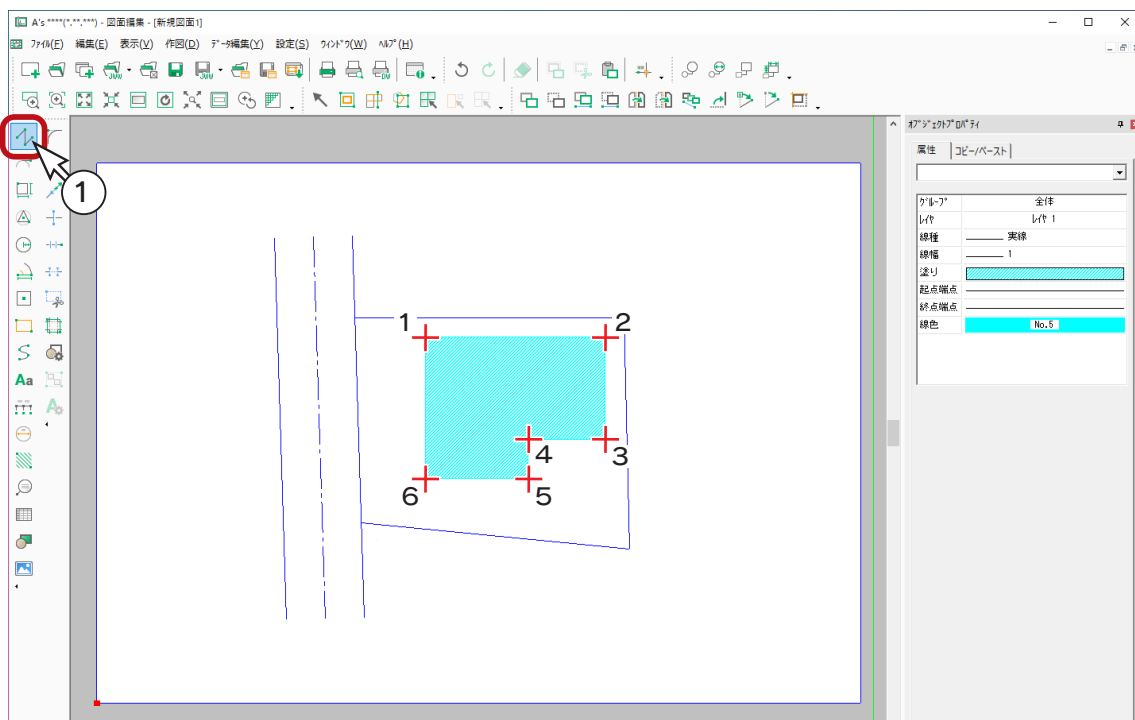 A's ****(*.**.***) - 図面編集 - [新規図面1]
ﾌｧｲﾙ(F) 編集(E) 表示(V) 作図(D) ﾃﾞｰﾀ編集(Y) 設定(S) ｳｨﾝﾄﾞｳ(W) ﾍﾙﾌﾟ(H)
JWW
JWW
DV
ｵﾌﾞｼﾞｪｸﾄﾌﾟﾛﾊﾟﾃｨ
属性 ｺﾋﾟｰ/ﾍﾟｰｽﾄ
ｸﾞﾙｰﾌﾟ 全体
ﾚｲﾔ ﾚｲﾔ 1
線種 実線
線幅 1
塗り
起点端点
終点端点
線色 No.5
1
1
2
3
4
5
6
Aa
A